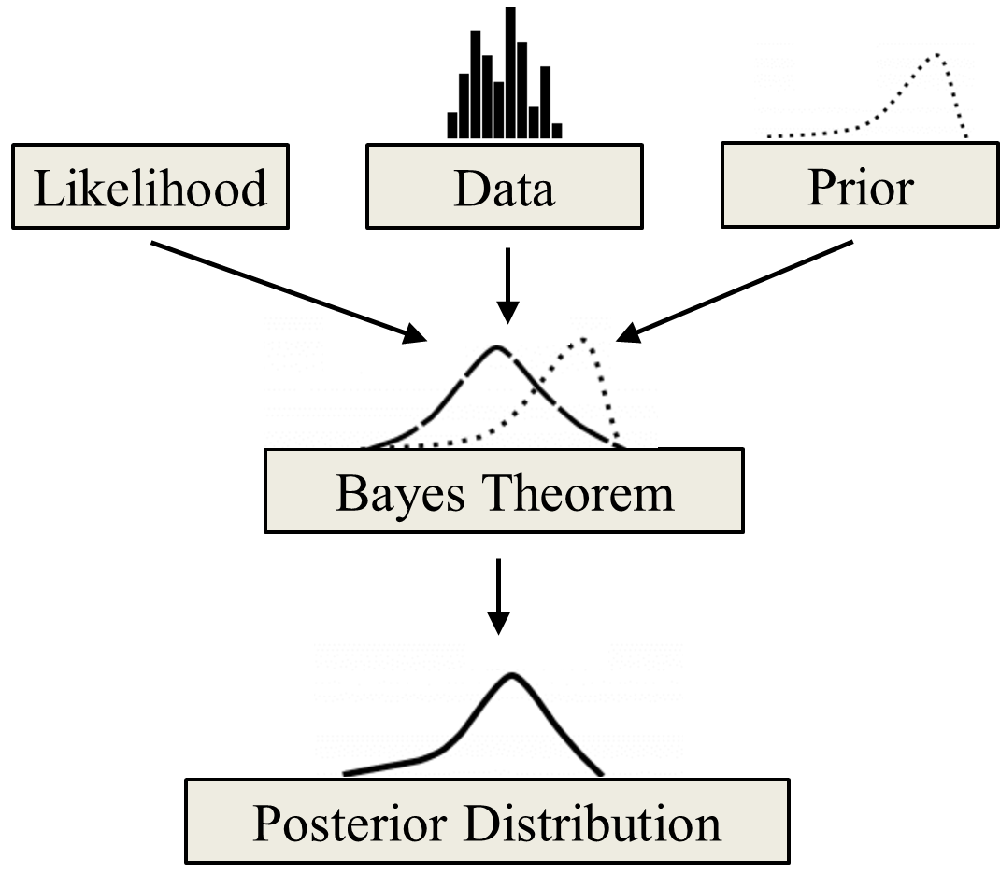 Likelihood
Data
Prior
Bayes Theorem
Posterior Distribution